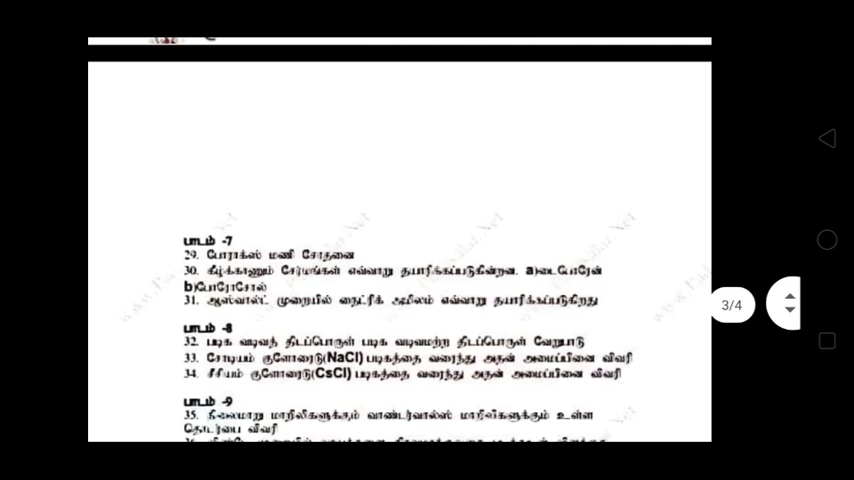 பாடம் -7
29. போராக்ஸ் மணி சோதனை
30. கீழ்க்காணும் சேர்மங்கள் எவ்வாறு தயாரிக்கப்படுகின்றன. a)டைபோரேன்
b)போரோசோல்
31. ஆஸ்வால்ட் முறையில் நைட்ரிக் அமிலம் எவ்வாறு தயாரிக்கப்படுகிறது
பாடம் -8
32. படிக வடிவத் திடப்பொருள் படிக வடிவமற்ற திடப்பொருள் வேறுபாடு
33. சோடியம் குளோரைடு(NaCl) படிகத்தை வரைந்து அதன் அமைப்பினை விவரி
34. சீசியம் குளோரைடு(CsCl) படிகத்தை வரைந்து அதன் அமைப்பினை விவரி
3/4
பாடம் -9
35. நிலைமாறு மாறிலிகளுக்கும் வாண்டர்வால்ஸ் மாறிலிகளுக்கும் உள்ள
தொடர்பை விவரி